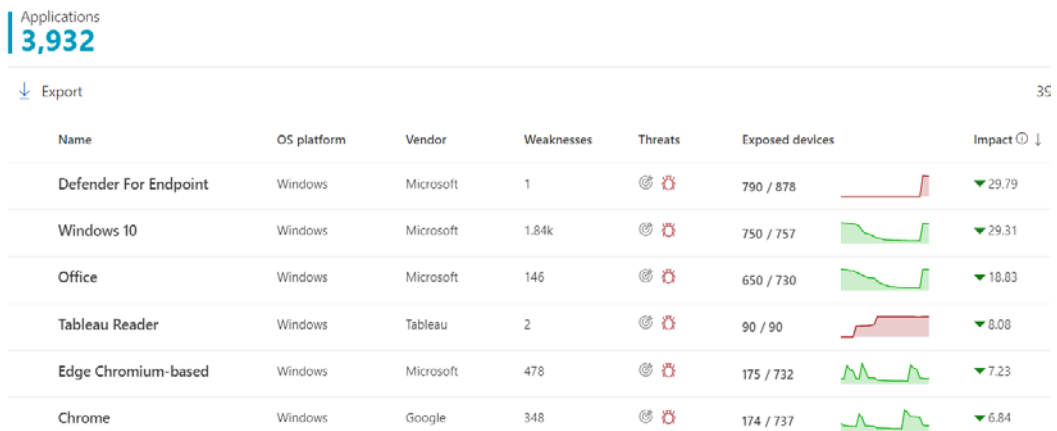 Applications
3,932
Export 39
Name OS platform Vendor Weaknesses Threats Exposed devices Impact
Defender For Endpoint Windows Microsoft 1 790 / 878 29.79
Windows 10 Windows Microsoft 1.84k 750 / 757 29.31
Office Windows Microsoft 146 650 / 730 18.83
Tableau Reader Windows Tableau 2 90 / 90 8.08
Edge Chromium-based Windows Microsoft 478 175 / 732 7.23
Chrome Windows Google 348 174 / 737 6.84